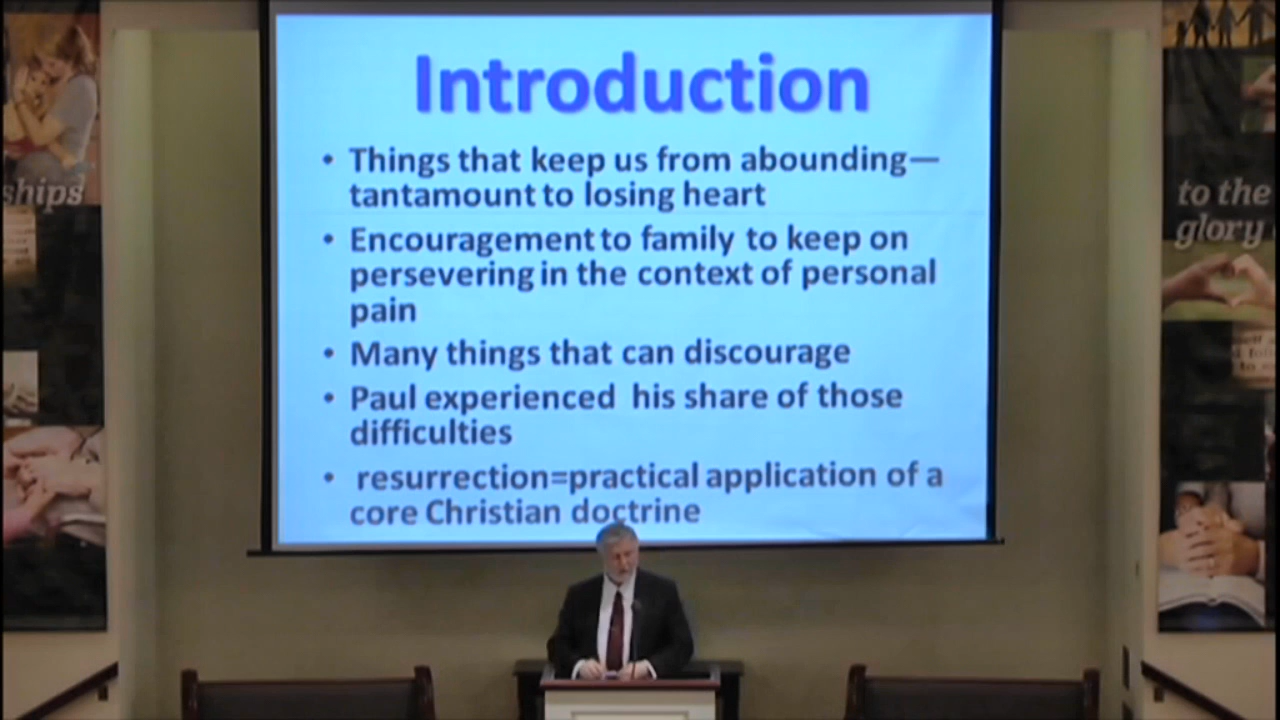 Introduction
• Things that keep us from abounding—
tantamount to losing heart
• Encouragement to family to keep on
persevering in the context of personal
pain
• Many things that can discourage
• Paul experienced his share of those
difficulties
• resurrection=practical application of a
core Christian doctrine
ships
to the
glory